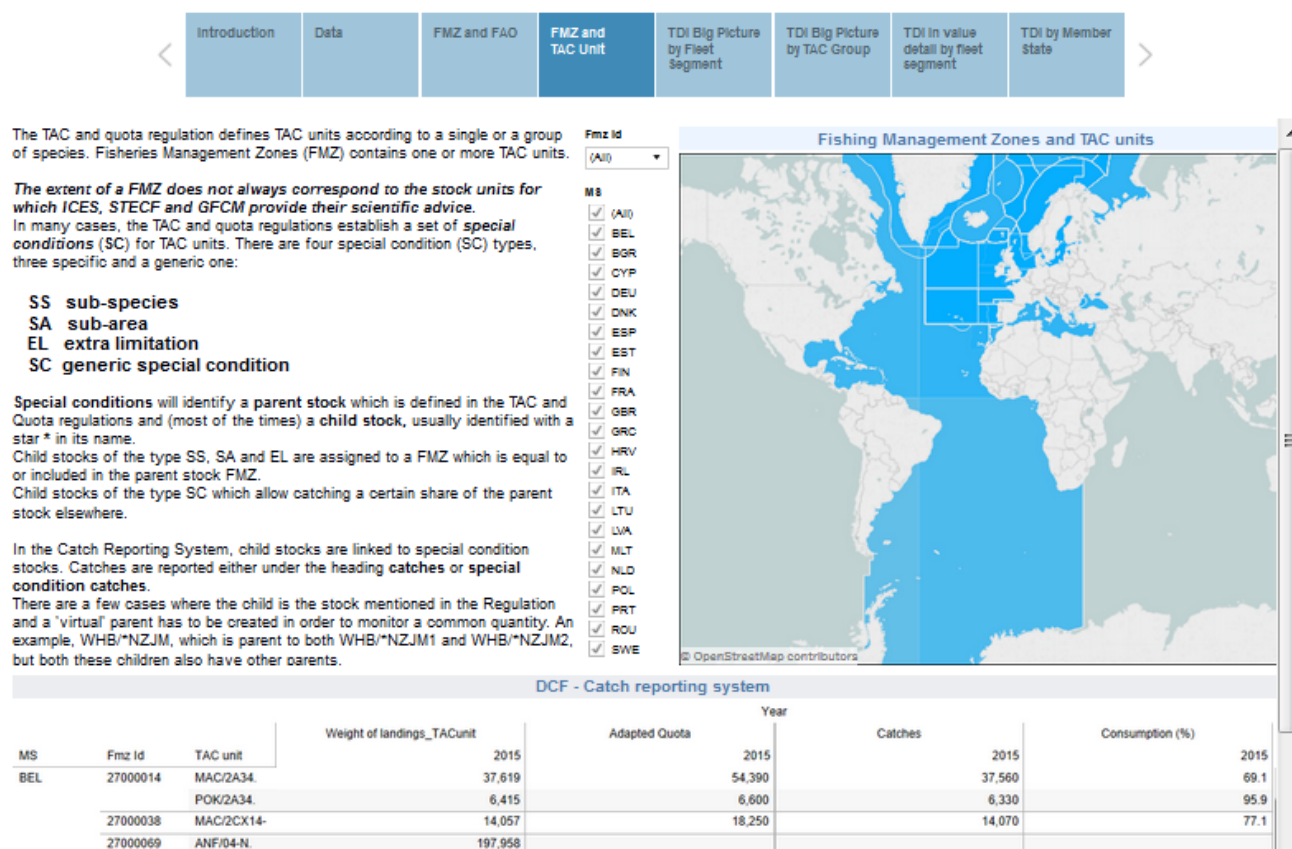 Introduction
Data
FMZ and FAO
FMZ and
TAC Unit
TDI Big Picture
by Fleet
Segment
TDI Big Picture
by TAC Group
TDI in value
detail by fleet
segment
TDI by Member
State
The TAC and quota regulation defines TAC units according to a single or a group
of species. Fisheries Management Zones (FMZ) contains one or more TAC units.
The extent of a FMZ does not always correspond to the stock units for
which ICES, STECF and GFCM provide their scientific advice.
In many cases, the TAC and quota regulations establish a set of special
conditions (SC) for TAC units. There are four special condition (SC) types,
three specific and a generic one:
SS sub-species
SA sub-area
EL extra limitation
SC generic special condition
Special conditions will identify a parent stock which is defined in the TAC and
Quota regulations and (most of the times) a child stock, usually identified with a
star * in its name.
Child stocks of the type SS, SA and EL are assigned to a FMZ which is equal to
or included in the parent stock FMZ.
Child stocks of the type SC which allow catching a certain share of the parent
stock elsewhere.
In the Catch Reporting System, child stocks are linked to special condition
stocks. Catches are reported either under the heading catches or special
condition catches.
There are a few cases where the child is the stock mentioned in the Regulation
and a `virtual' parent has to be created in order to monitor a common quantity. An
example, WHB/*NZJM, which is parent to both WHB/*NZJM1 and WHB/*NZJM2,
but both these children also have other parents.
Fmz Id
(All)
MS
(All)
BEL
BGR
CYP
DEU
DNK
ESP
EST
FIN
FRA
GBR
GRC
HRV
IRL
ITA
LTU
LVA
MLT
NLD
POL
PRT
ROU
SWE
Fishing Management Zones and TAC units
© OpenStreetMap contributors
DCF - Catch reporting system
Year
Weight of landings_TACunit Adapted Quota Catches Consumption (%)
MS Fmz Id TAC unit 2015 2015 2015 2015
BEL 27000014 MAC/2A34. 37,619 54,390 37,560 69.1
POK/2A34. 6,415 6,600 6,330 95.9
27000038 MAC/2CX14- 14,057 18,250 14,070 77.1
27000069 ANF/04-N. 197,958